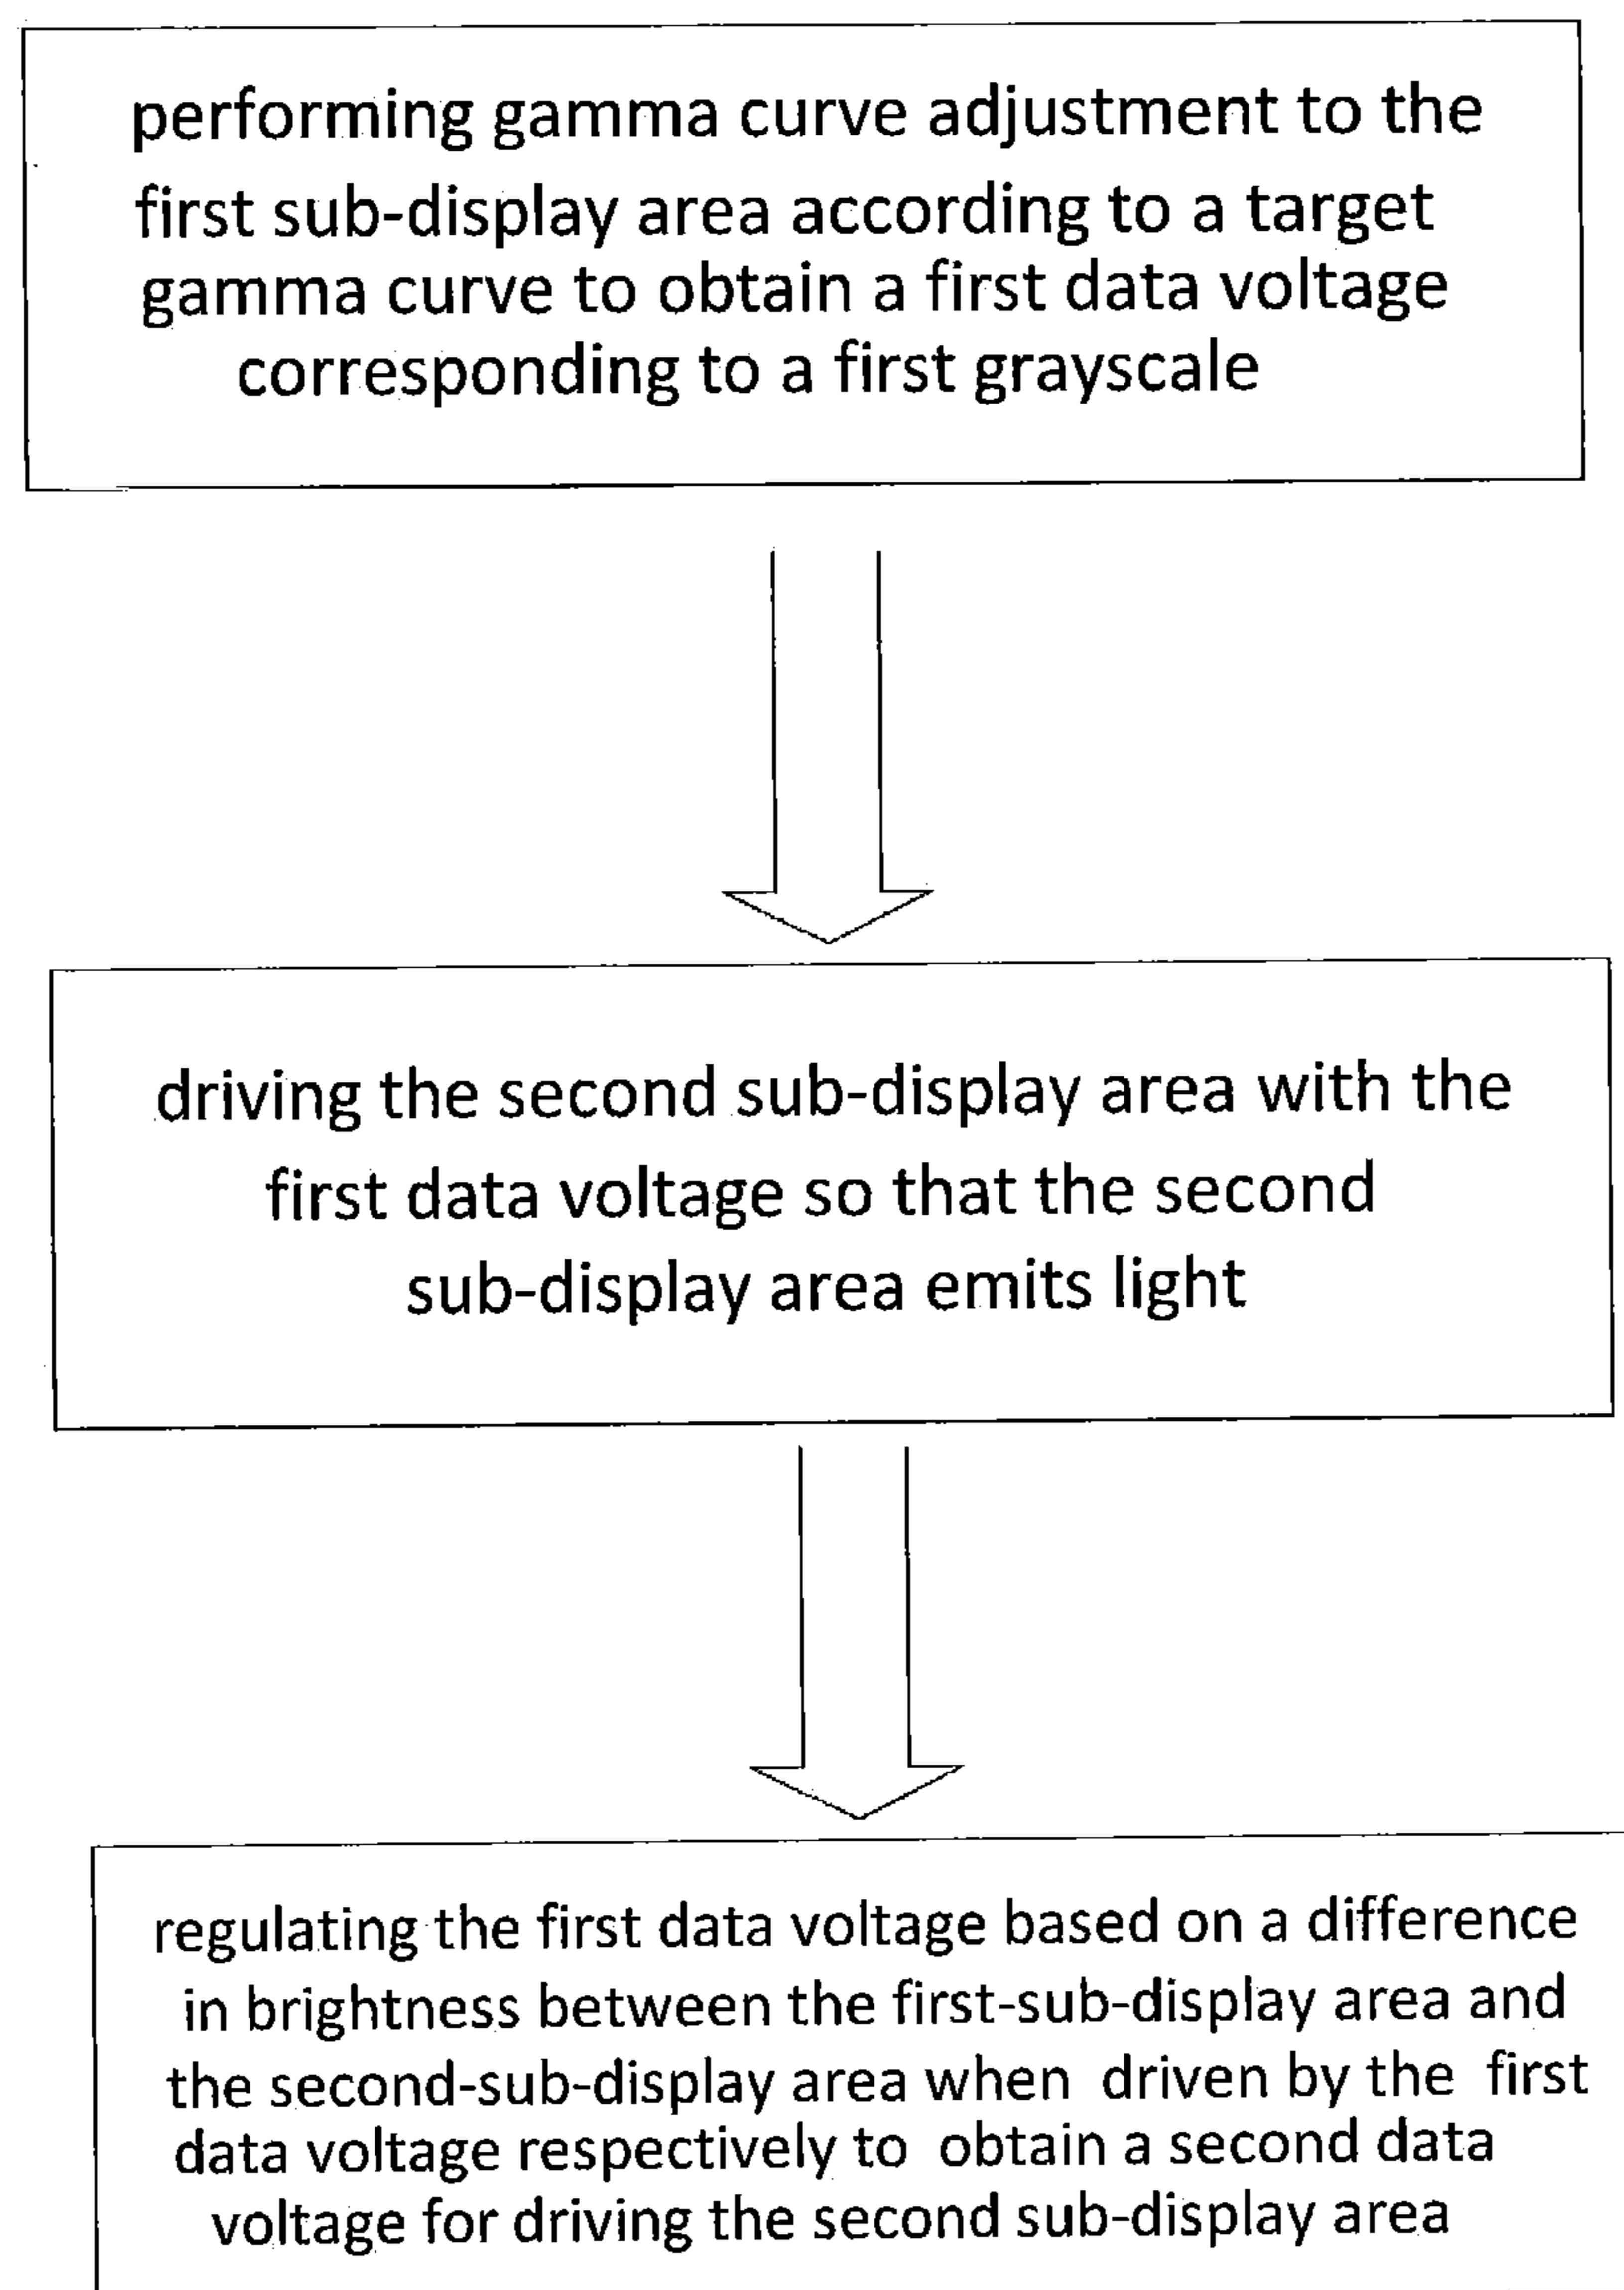 performing gamma curve adjustment to the
first sub-display area according to a target
gamma curve to obtain a first data voltage
corresponding to a first grayscale
driving the second sub-display area with the
first data voltage so that the second
sub-display area emits light
regulating the first data voltage based on a difference
in brightness between the first-sub-display area and
the second-sub-display area when driven by the first
data voltage respectively to obtain a second data
voltage for driving the second sub-display area